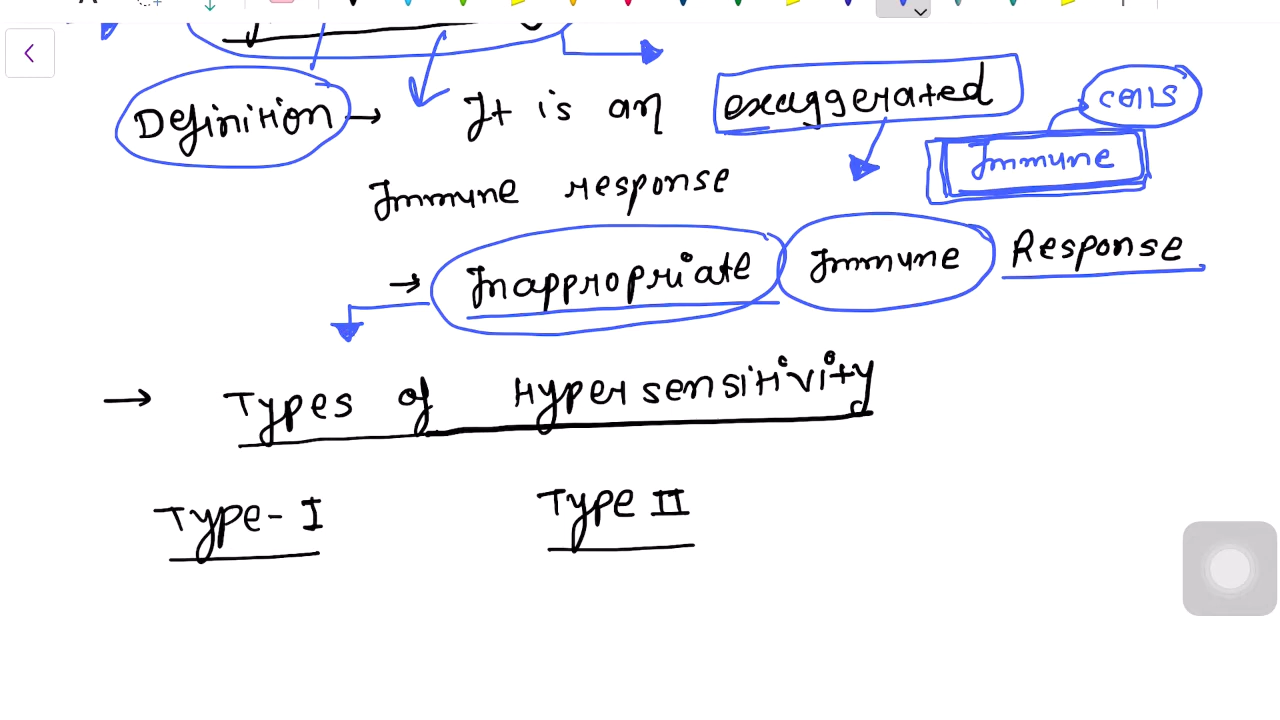 Definition → It is an exaggerated
cells
Immune
Immune response
→ Inappropriate Immune Response
→ Types of Hypersensitivity
Type-I Type II